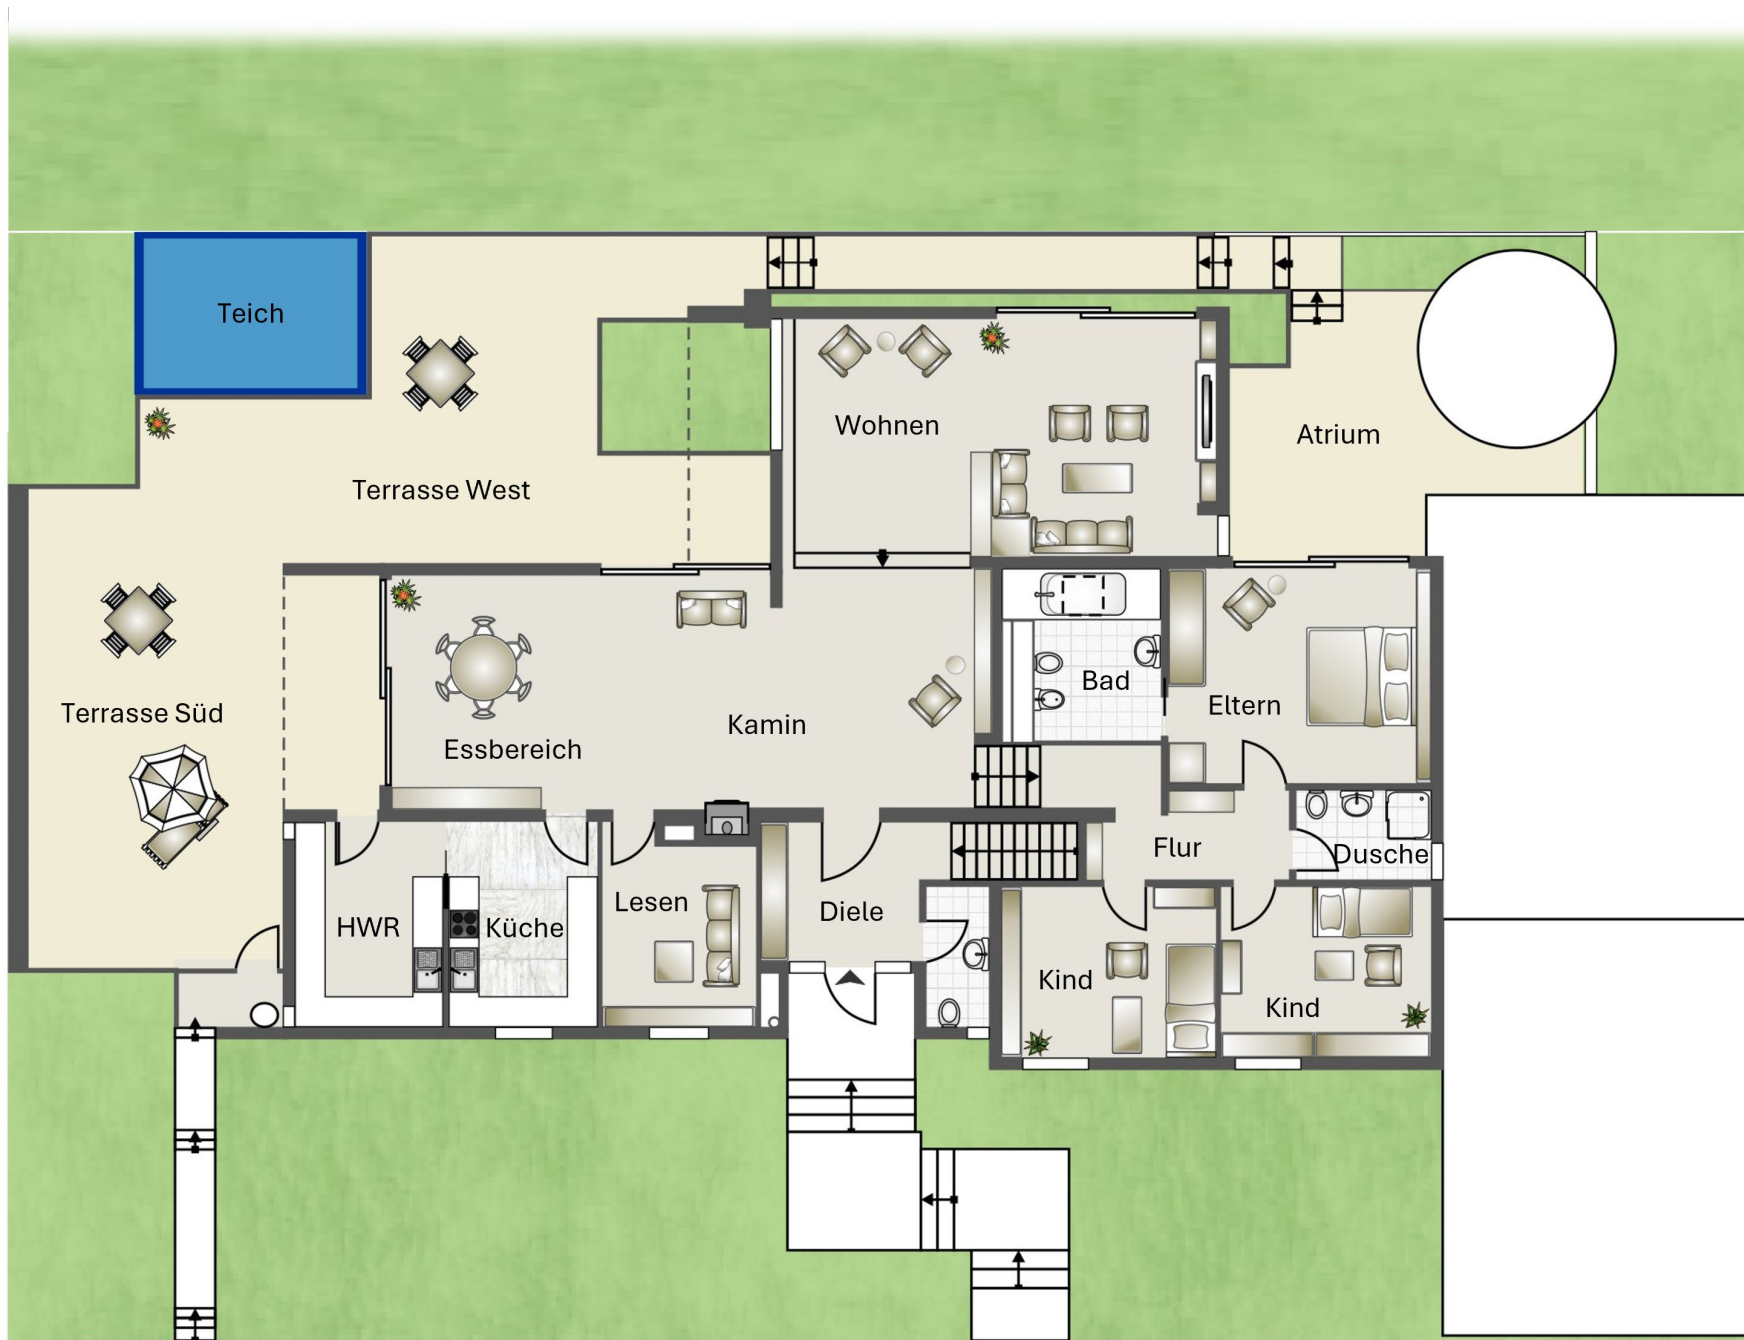 Teich
Wohnen
Atrium
Terrasse West
Bad
Eltern
Terrasse Süd
Kamin
Essbereich
Flur
Dusche
Lesen
Diele
HWR
Küche
Kind
Kind